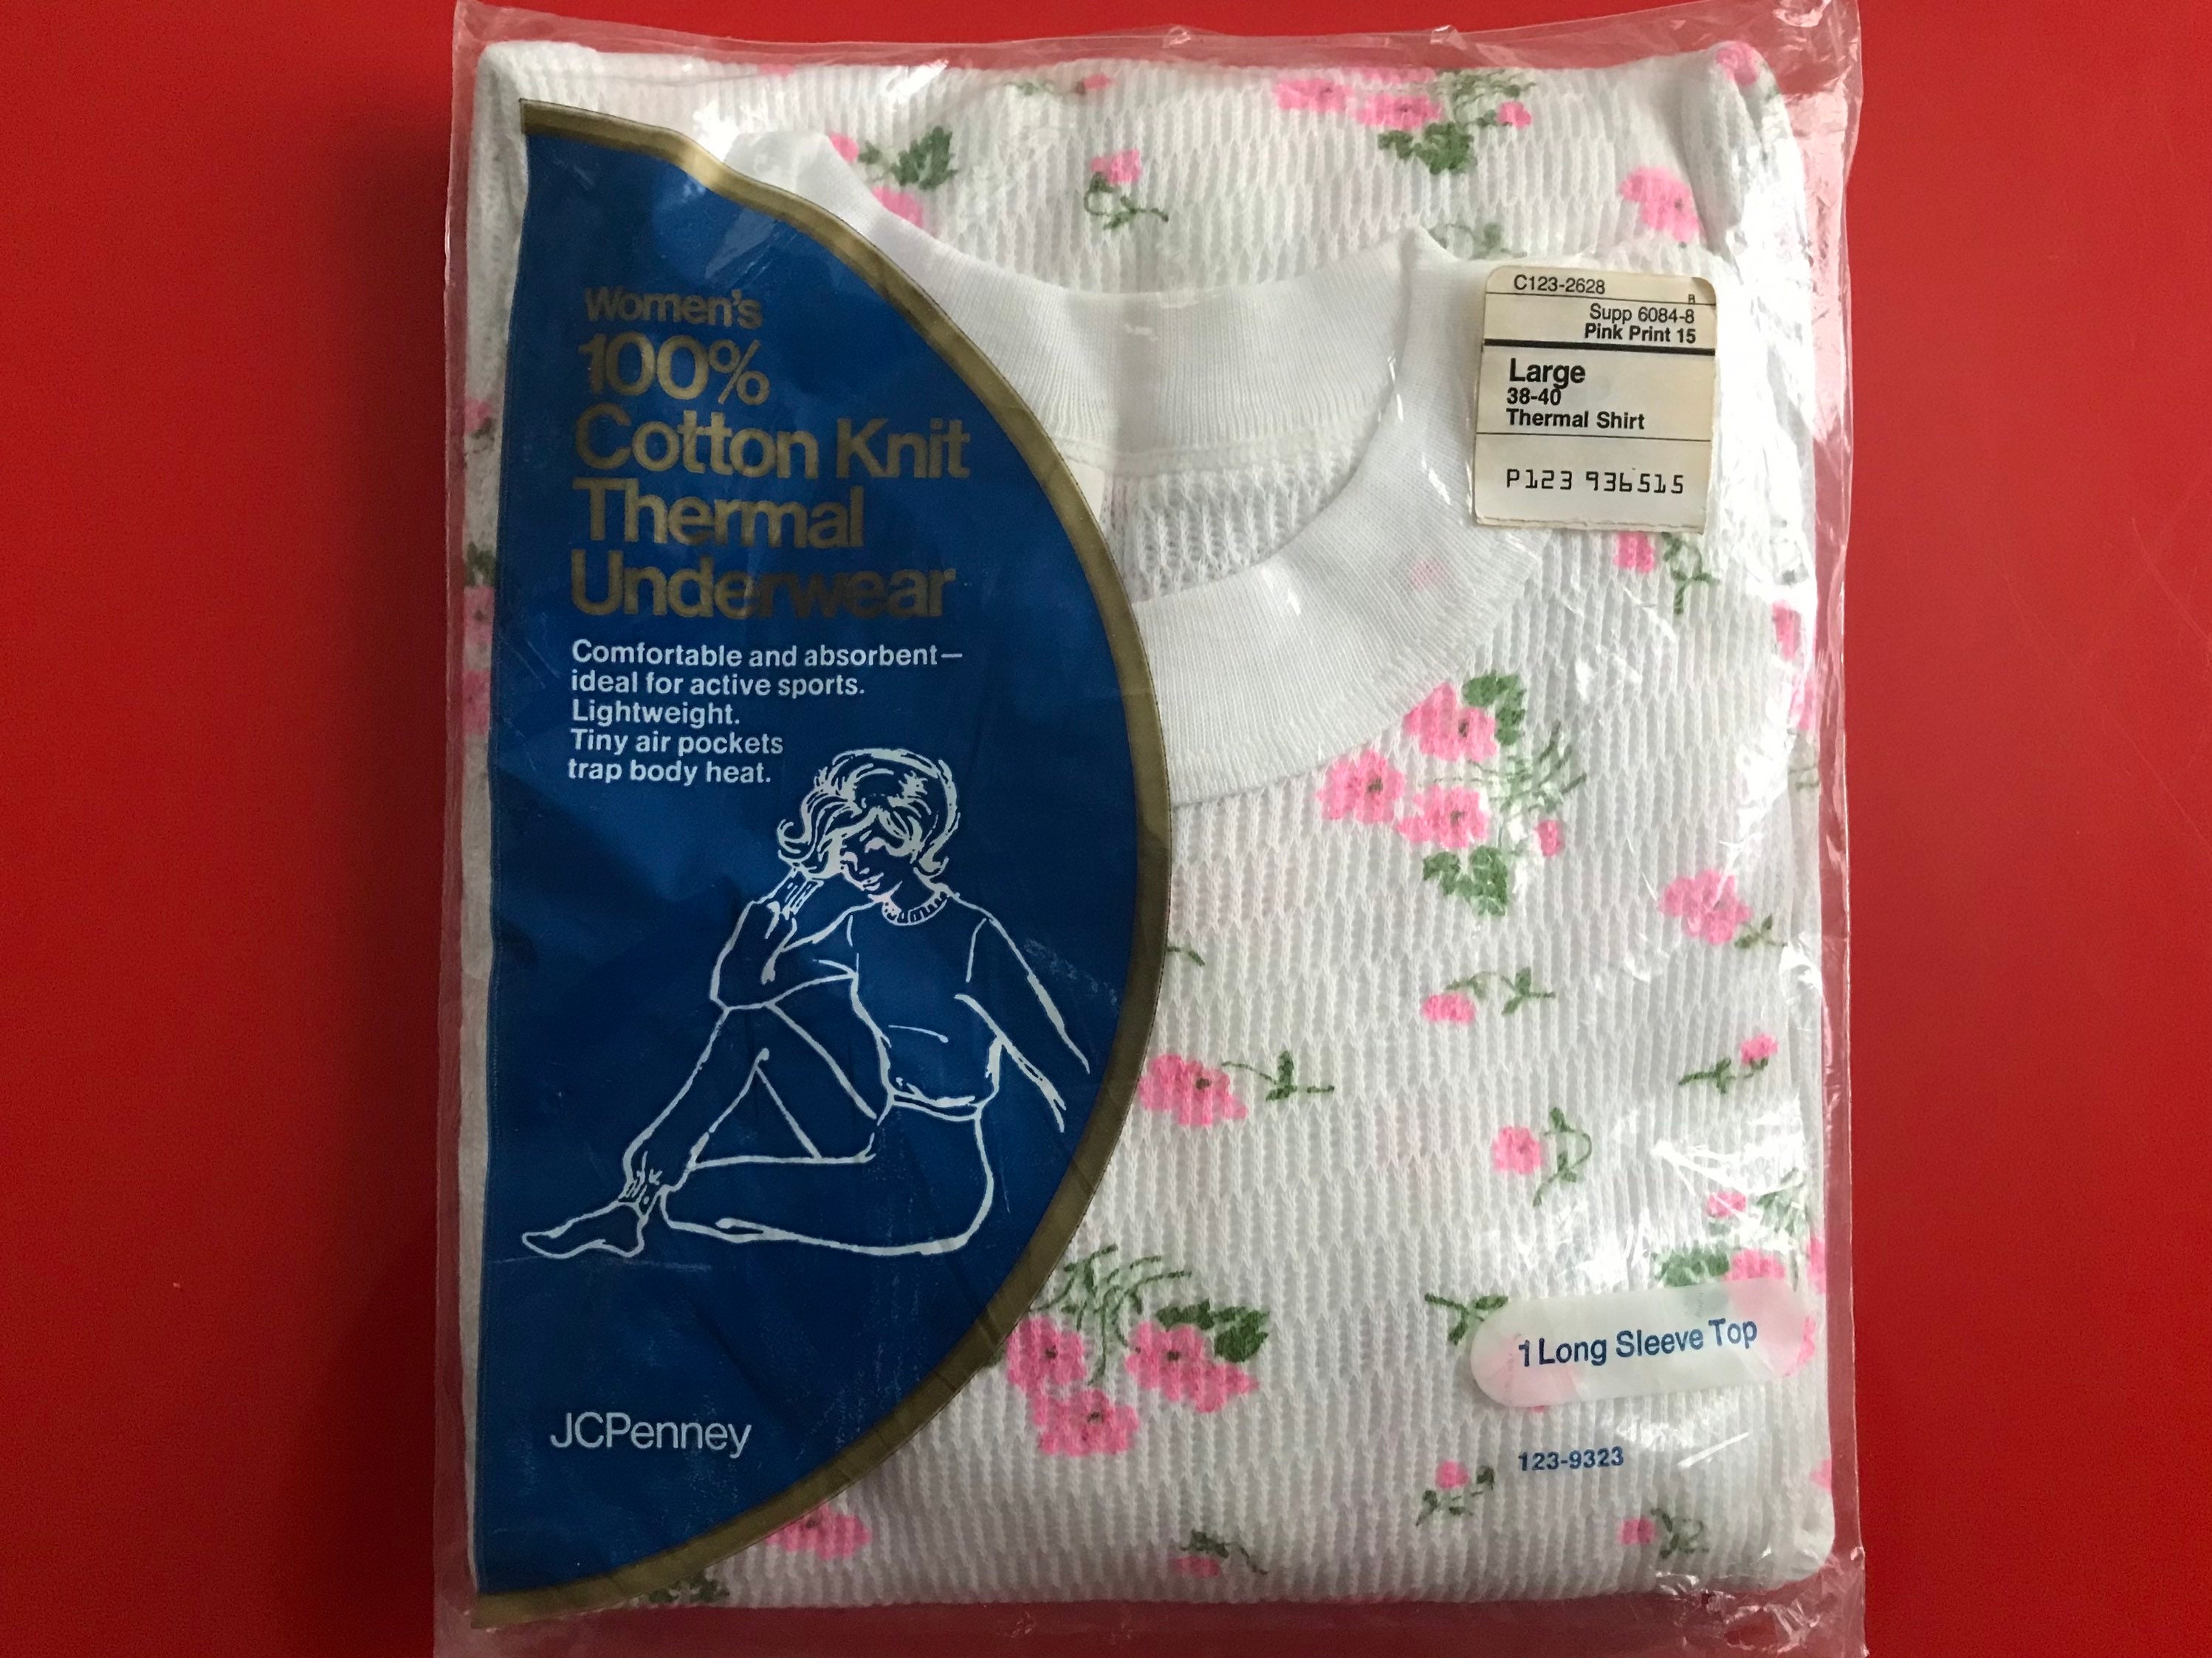 Women's
100%
Cotton Knit
Thermal
Underwear
Comfortable and absorbent—
ideal for active sports.
Lightweight.
Tiny air pockets
trap body heat.
JCPenney
C123-2628
R
Supp 6084-8
Pink Print 15
Large
38-40
Thermal Shirt
P123 936515
1 Long Sleeve Top
123-9323